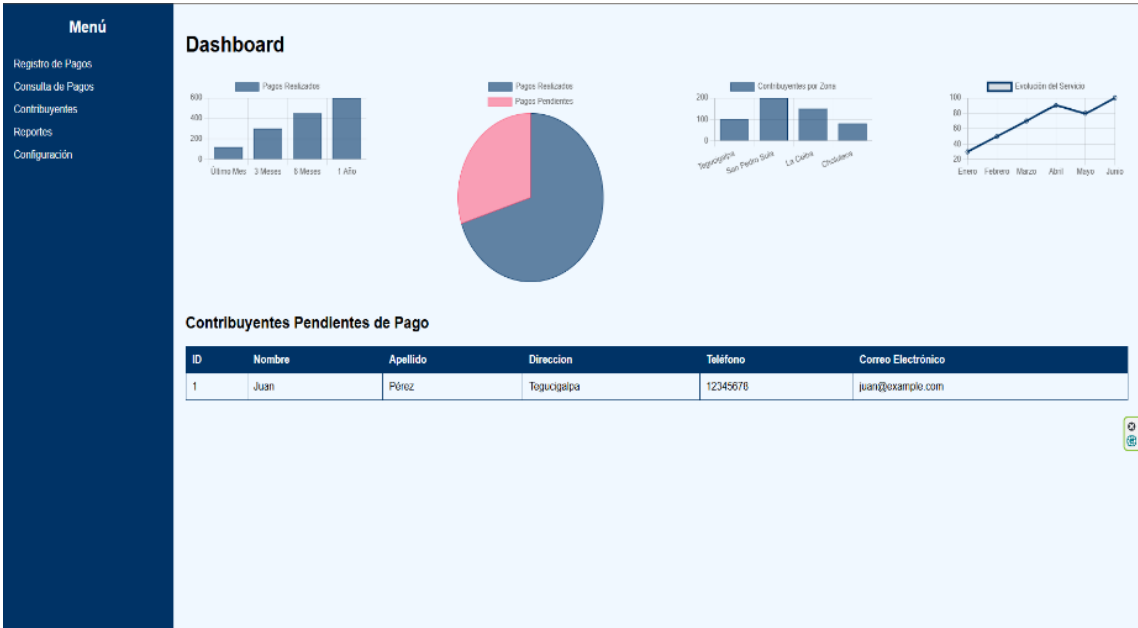 Menú
Registro de Pagos
Consulta de Pagos
Contribuyentes
Reportes
Configuración
Dashboard
Pagos Realizados
600
400
200
0
Último Mes 3 Meses 6 Meses 1 Año
Pagos Realizados
Pagos Pendientes
Contribuyentes por Zona
200
100
0
Tegucigalpa San Pedro Sula La Ceiba Choluteca
Evolución del Servicio
100
80
60
40
20
Enero Febrero Marzo Abril Mayo Junio
Contribuyentes Pendientes de Pago
ID Nombre Apellido Direccion Teléfono Correo Electrónico
1 Juan Pérez Tegucigalpa 12345678 juan@example.com